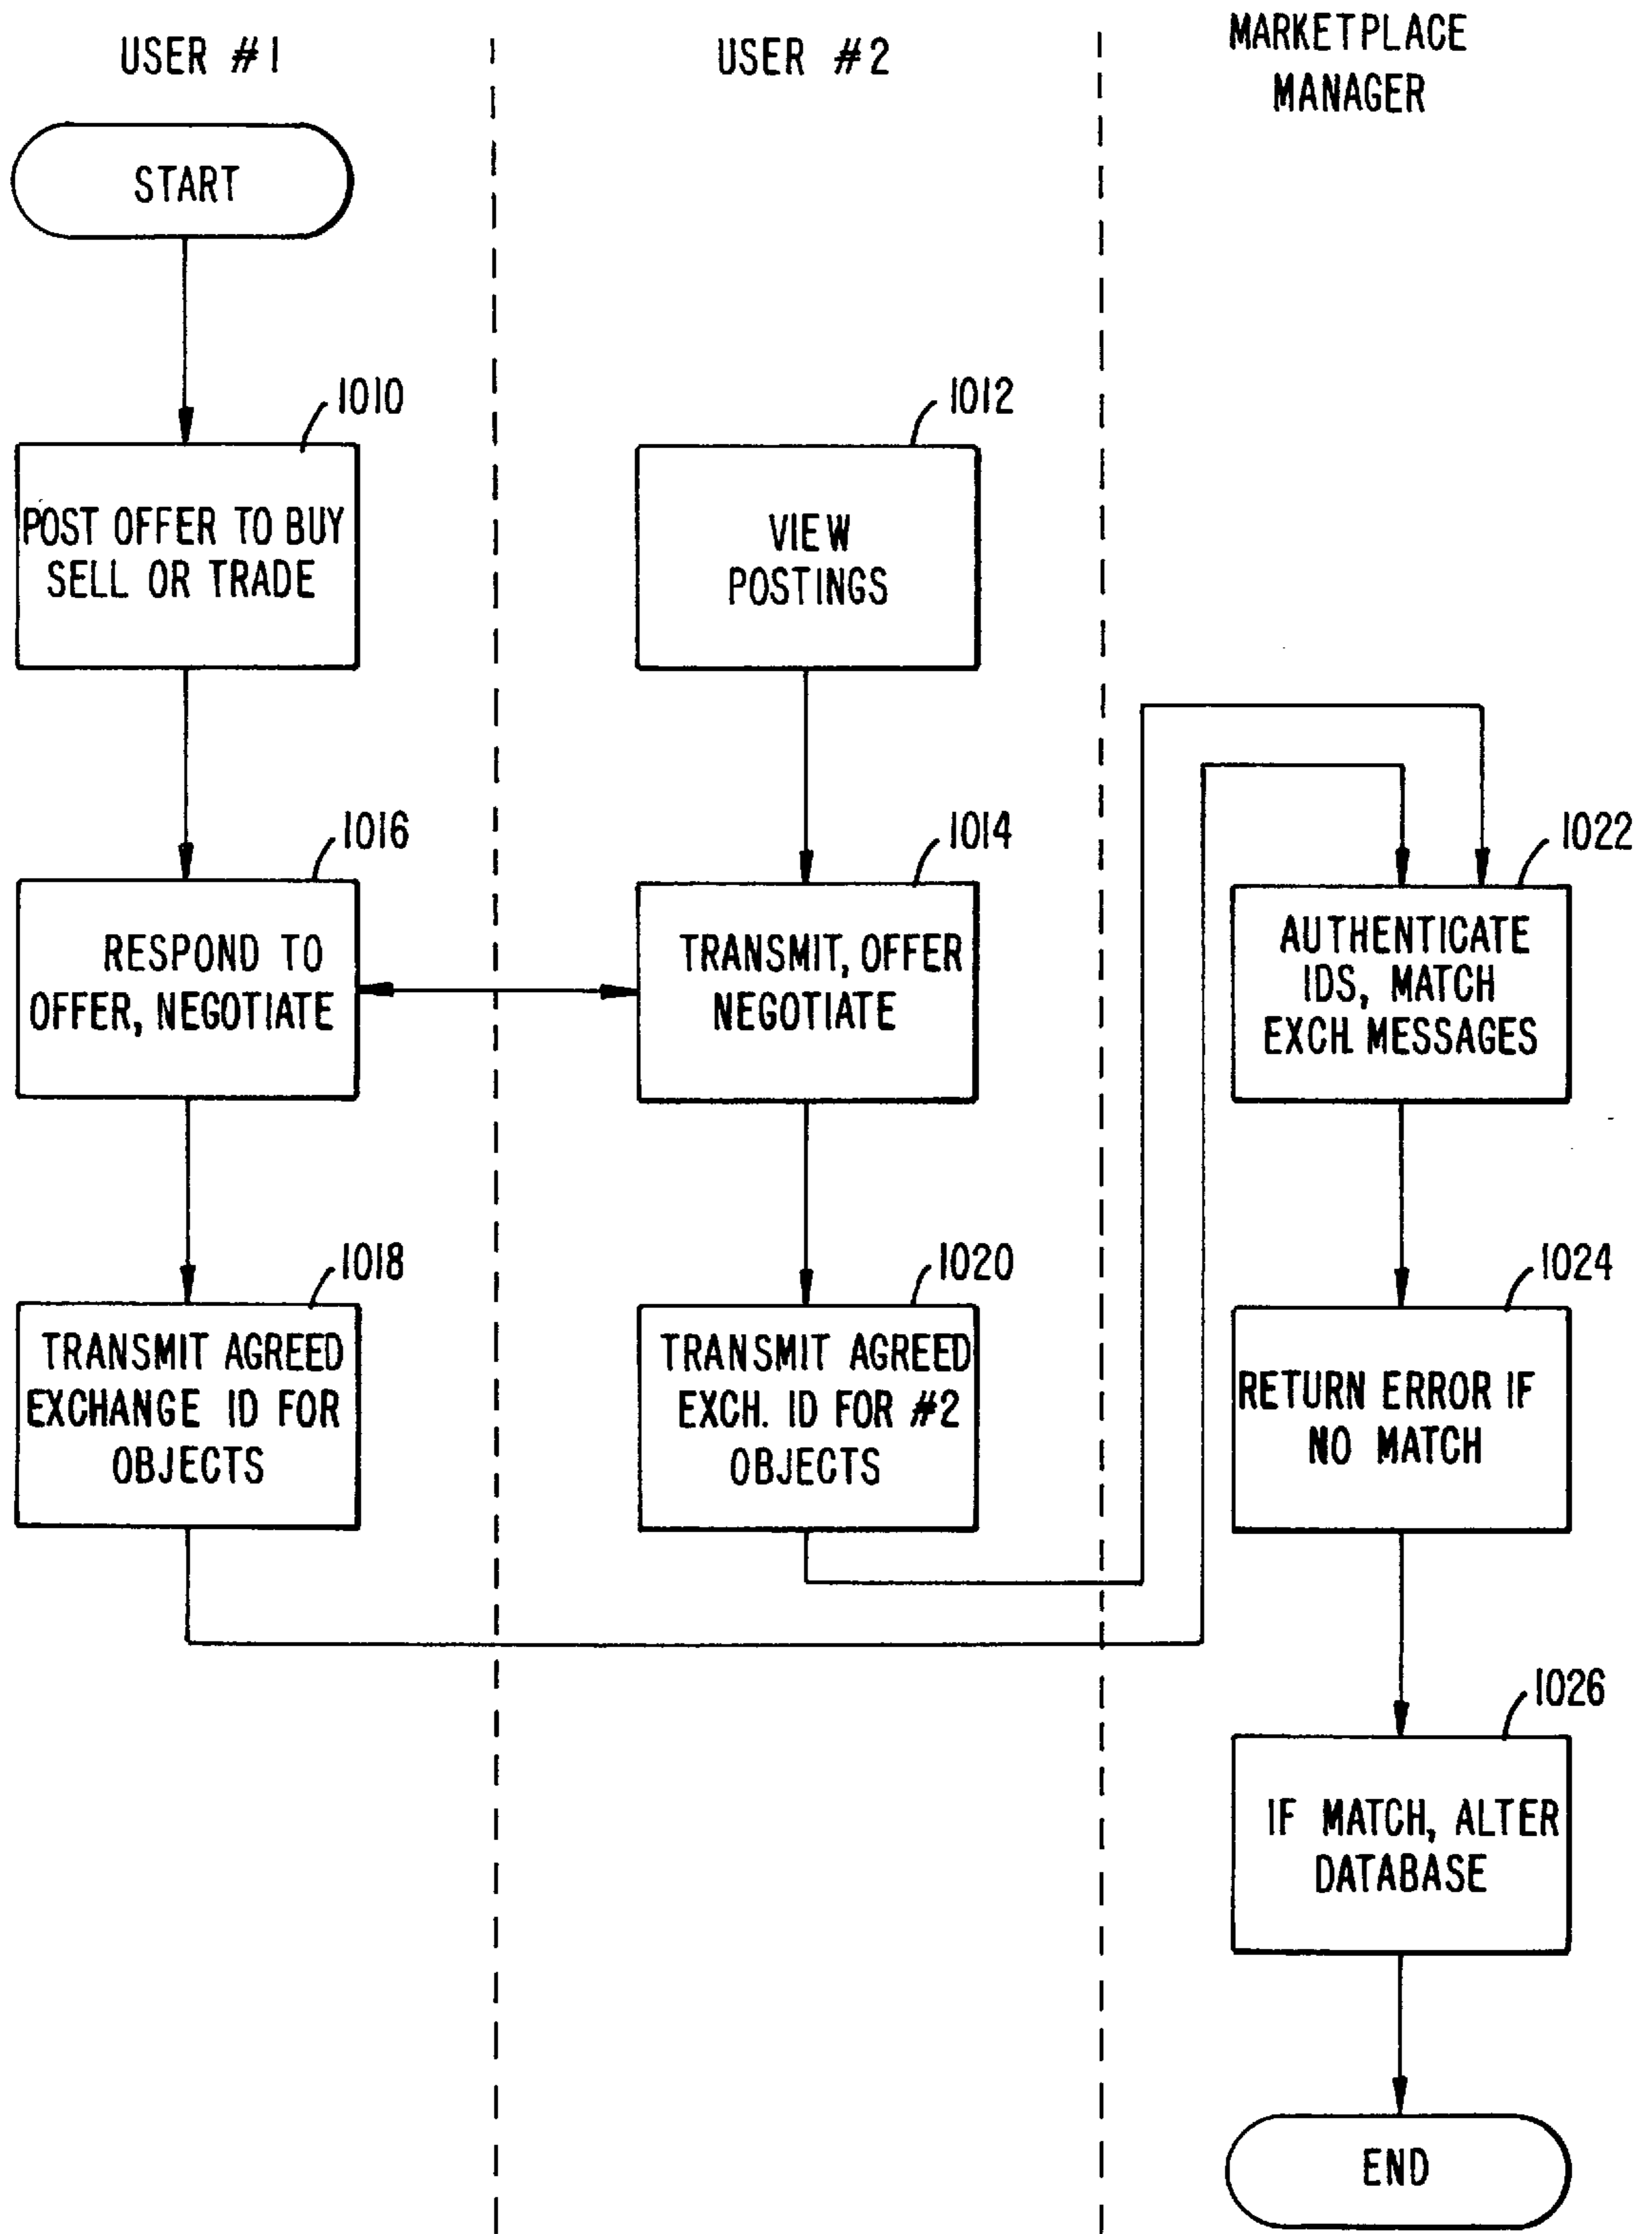 USER #1
USER #2
MARKETPLACE
MANAGER
START
1010
POST OFFER TO BUY
SELL OR TRADE
1012
VIEW
POSTINGS
1016
RESPOND TO
OFFER, NEGOTIATE
1014
TRANSMIT, OFFER
NEGOTIATE
1022
AUTHENTICATE
IDS, MATCH
EXCH. MESSAGES
1018
TRANSMIT AGREED
EXCHANGE ID FOR
OBJECTS
1020
TRANSMIT AGREED
EXCH. ID FOR #2
OBJECTS
1024
RETURN ERROR IF
NO MATCH
1026
IF MATCH, ALTER
DATABASE
END